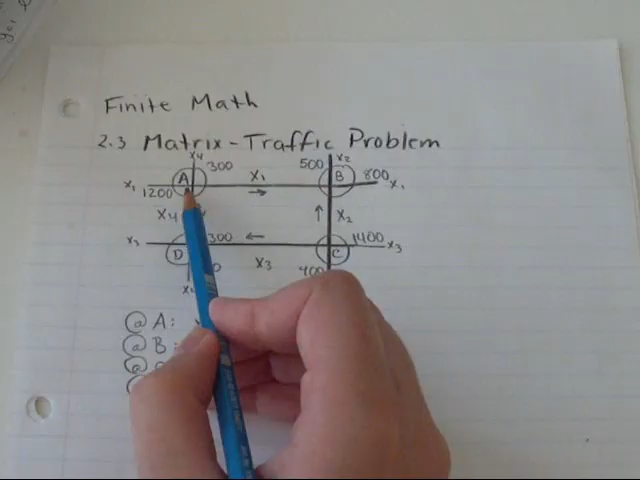 Finite Math
2.3 Matrix-Traffic Problem
x4 300 500 x2
x1 A x1 B 800 x1
1200 →
x4 ↑ x2
x3 300 ← 1400 x3
D x3 C
400
@ A:
@ B: